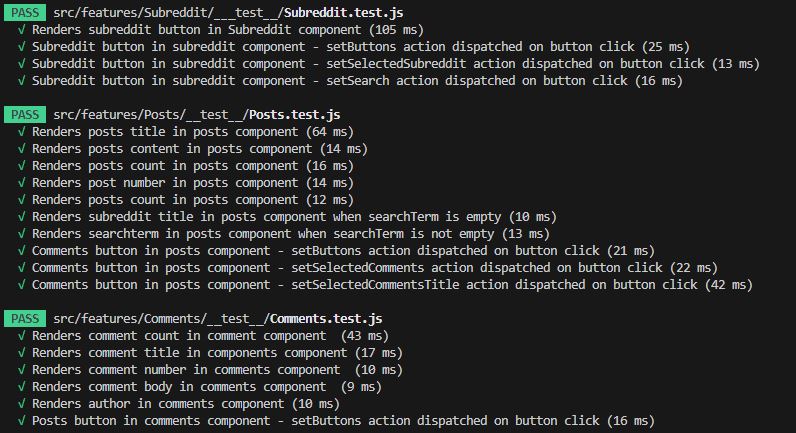 PASS src/features/Subreddit/___test__/Subreddit.test.js
√ Renders subreddit button in Subreddit component (105 ms)
√ Subreddit button in subreddit component - setButtons action dispatched on button click (25 ms)
√ Subreddit button in subreddit component - setSelectedSubreddit action dispatched on button click (13 ms)
√ Subreddit button in subreddit component - setSearch action dispatched on button click (16 ms)
PASS src/features/Posts/__test__/Posts.test.js
√ Renders posts title in posts component (64 ms)
√ Renders posts content in posts component (14 ms)
√ Renders posts count in posts component (16 ms)
√ Renders post number in posts component (14 ms)
√ Renders posts count in posts component (12 ms)
√ Renders subreddit title in posts component when searchTerm is empty (10 ms)
√ Renders searchterm in posts component when searchTerm is not empty (13 ms)
√ Comments button in posts component - setButtons action dispatched on button click (21 ms)
√ Comments button in posts component - setSelectedComments action dispatched on button click (22 ms)
√ Comments button in posts component - setSelectedCommentsTitle action dispatched on button click (42 ms)
PASS src/features/Comments/__test__/Comments.test.js
√ Renders comment count in comment component  (43 ms)
√ Renders comment title in comments component (17 ms)
√ Renders comment number in comments component  (10 ms)
√ Renders comment body in comments component  (9 ms)
√ Renders author in comments component (10 ms)
√ Posts button in comments component - setButtons action dispatched on button click (16 ms)